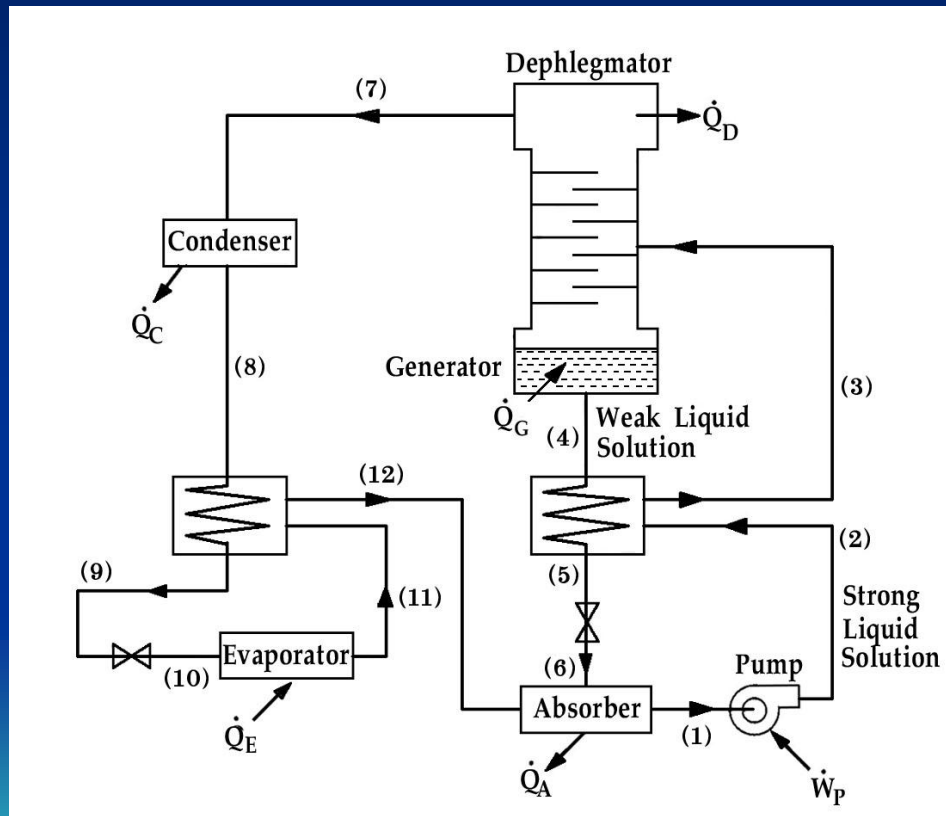 Dephlegmator
(7)
Q̇D
Condenser
Q̇C
(8)
Generator
(3)
Q̇G
(4)
Weak Liquid
Solution
(12)
(2)
(9)
(11)
(5)
Strong
Liquid
Solution
Evaporator
(10)
(6)
Pump
Absorber
(1)
Q̇E
Q̇A
ẆP